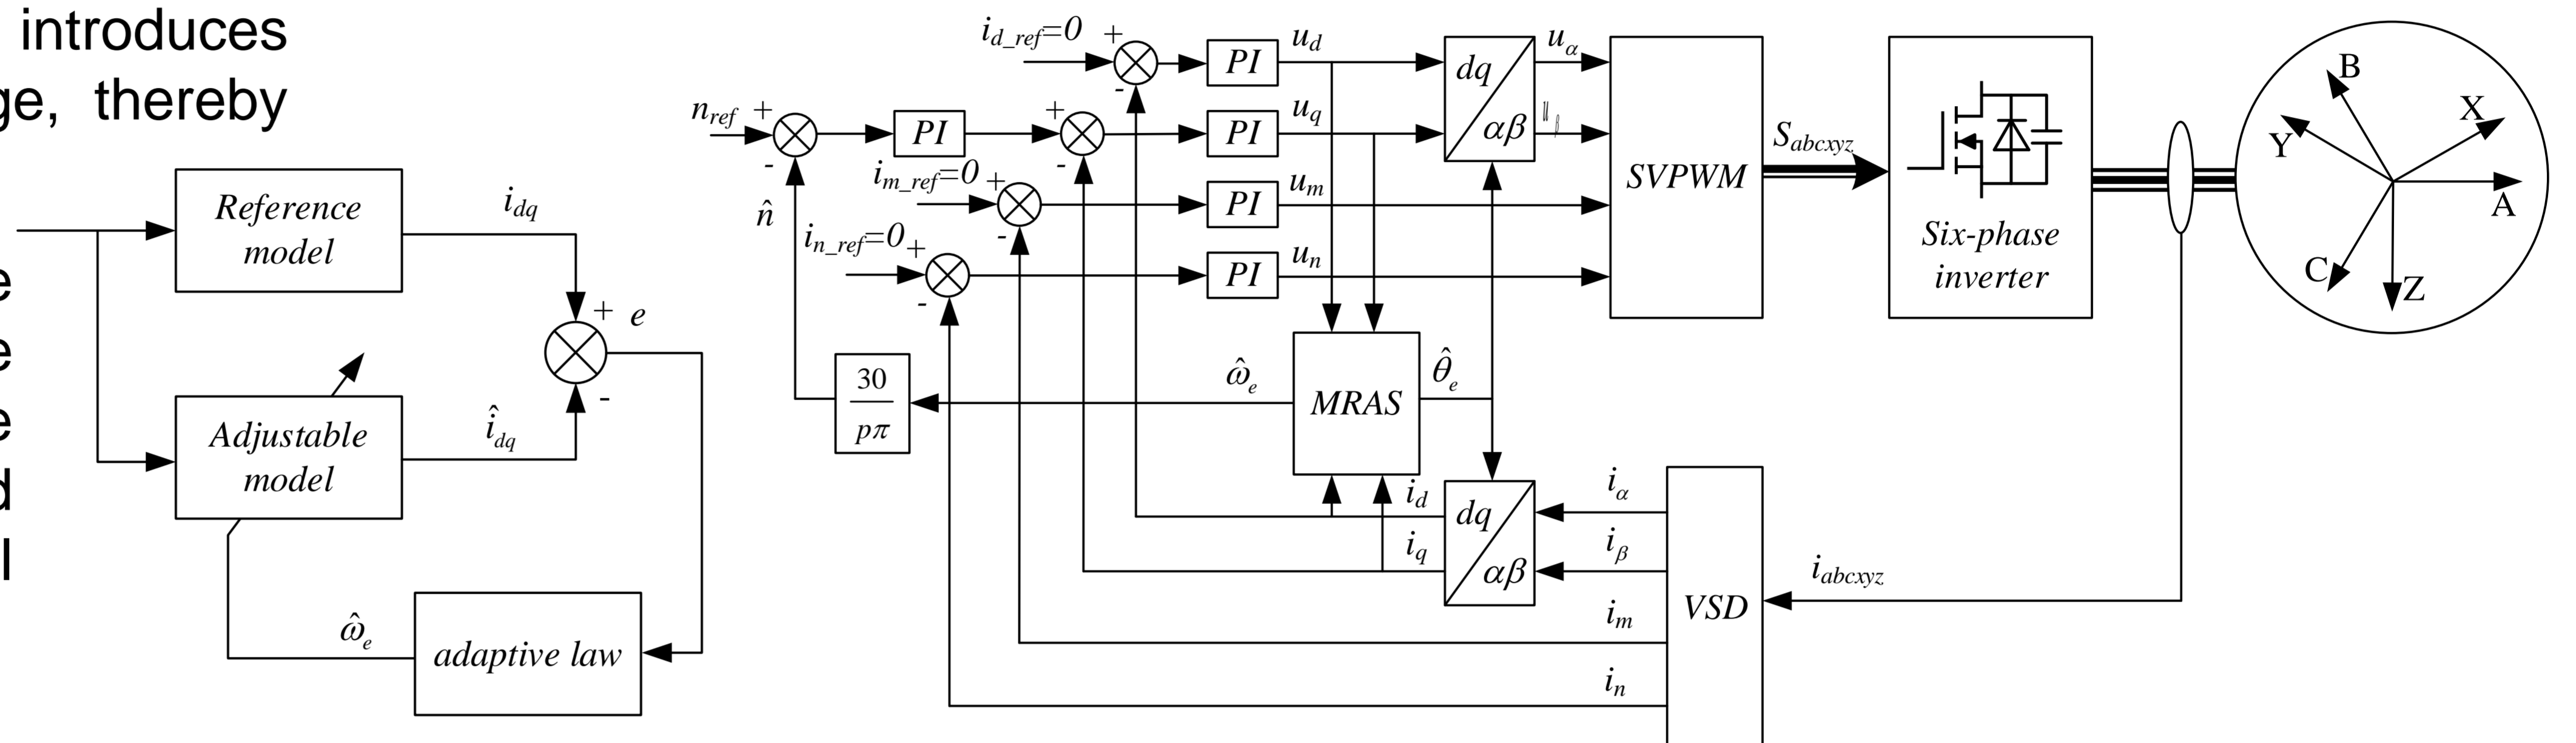 introduces
ge, thereby
e
e
e
d
l
Reference
model
i_dq
+
e
-
Adjustable
model
î_dq
adaptive law
ω̂_e
i_d_ref=0
+
-
PI
u_d
n_ref
+
-
PI
+
-
PI
u_q
i_m_ref=0
+
-
PI
u_m
i_n_ref=0
+
-
PI
u_n
n̂
dq
αβ
u_α
u_β
SVPWM
S_abcxyz
Six-phase
inverter
A
B
C
X
Y
Z
30
pπ
ω̂_e
MRAS
θ̂_e
i_d
i_q
dq
αβ
i_α
i_β
i_m
i_n
VSD
i_abcxyz